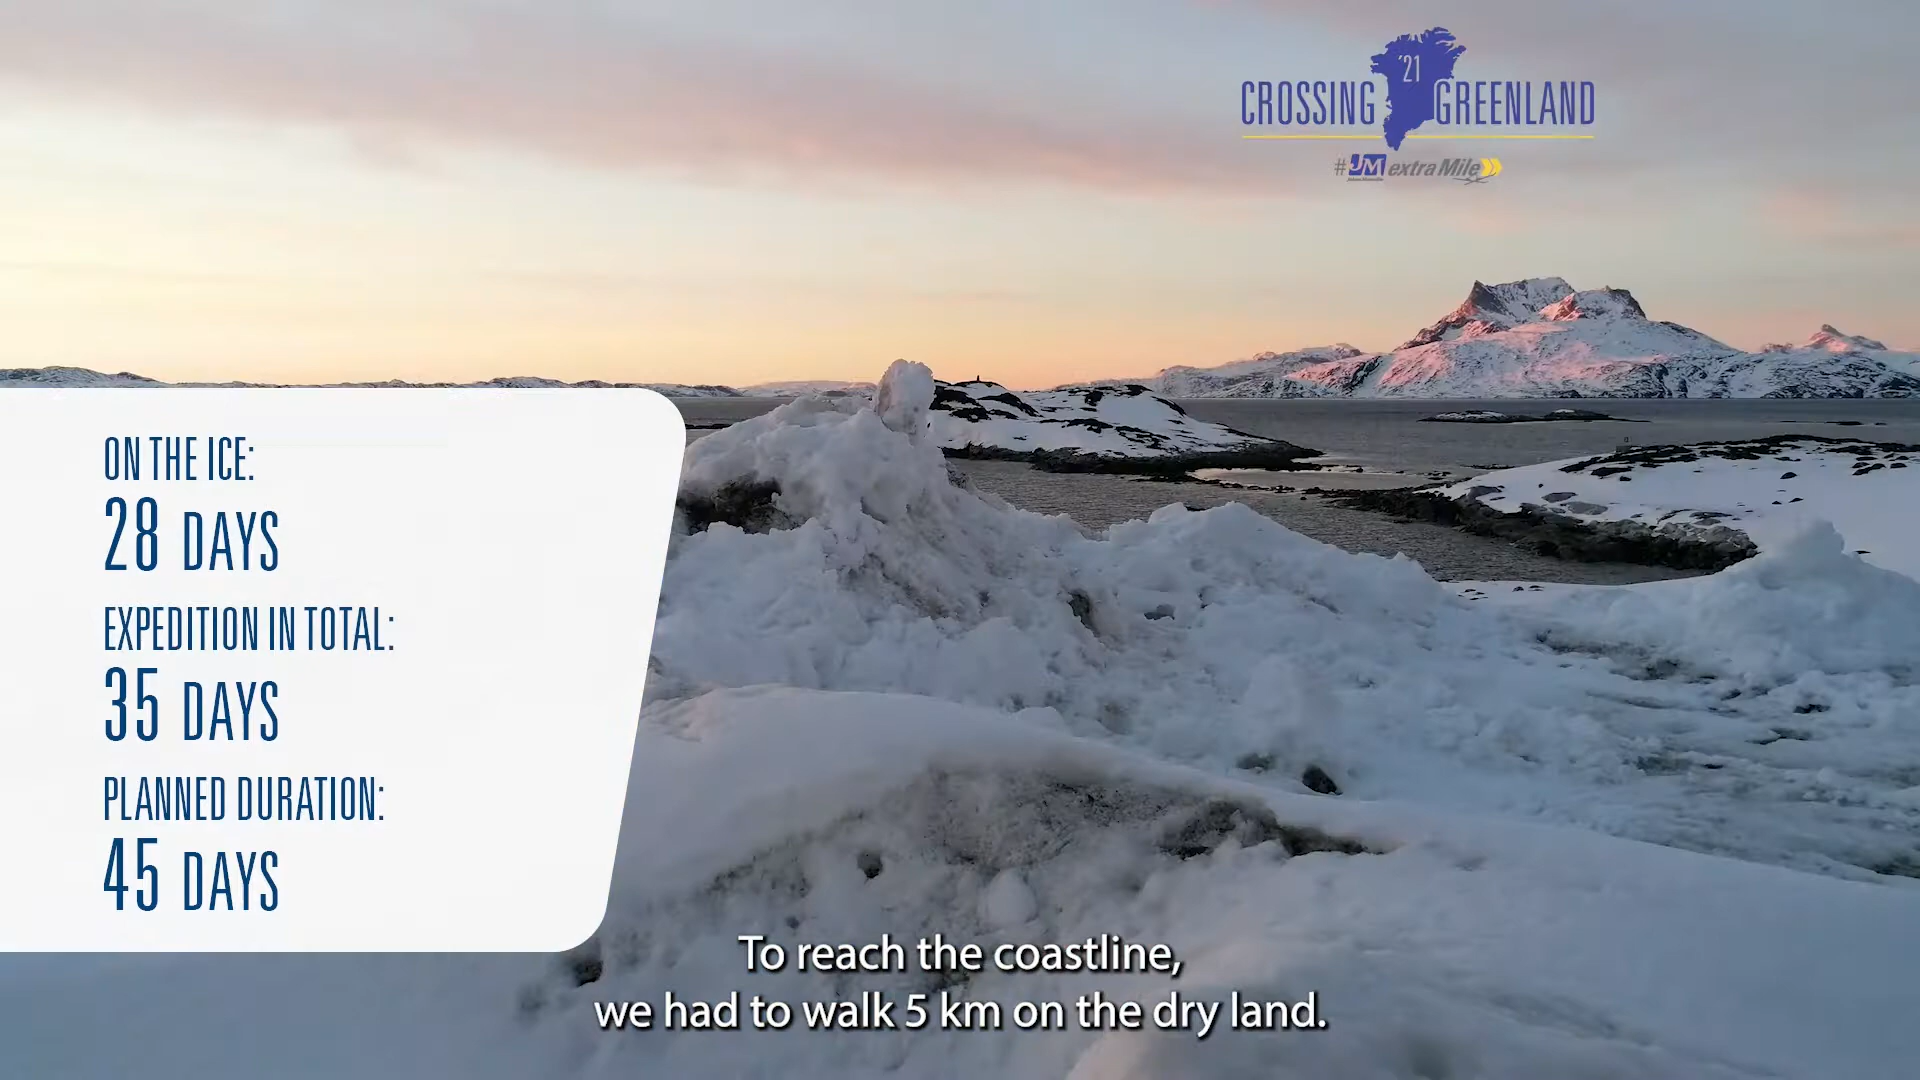 '21
CROSSING GREENLAND
#JM extra Mile
ON THE ICE:
28 DAYS
EXPEDITION IN TOTAL:
35 DAYS
PLANNED DURATION:
45 DAYS
To reach the coastline,
we had to walk 5 km on the dry land.